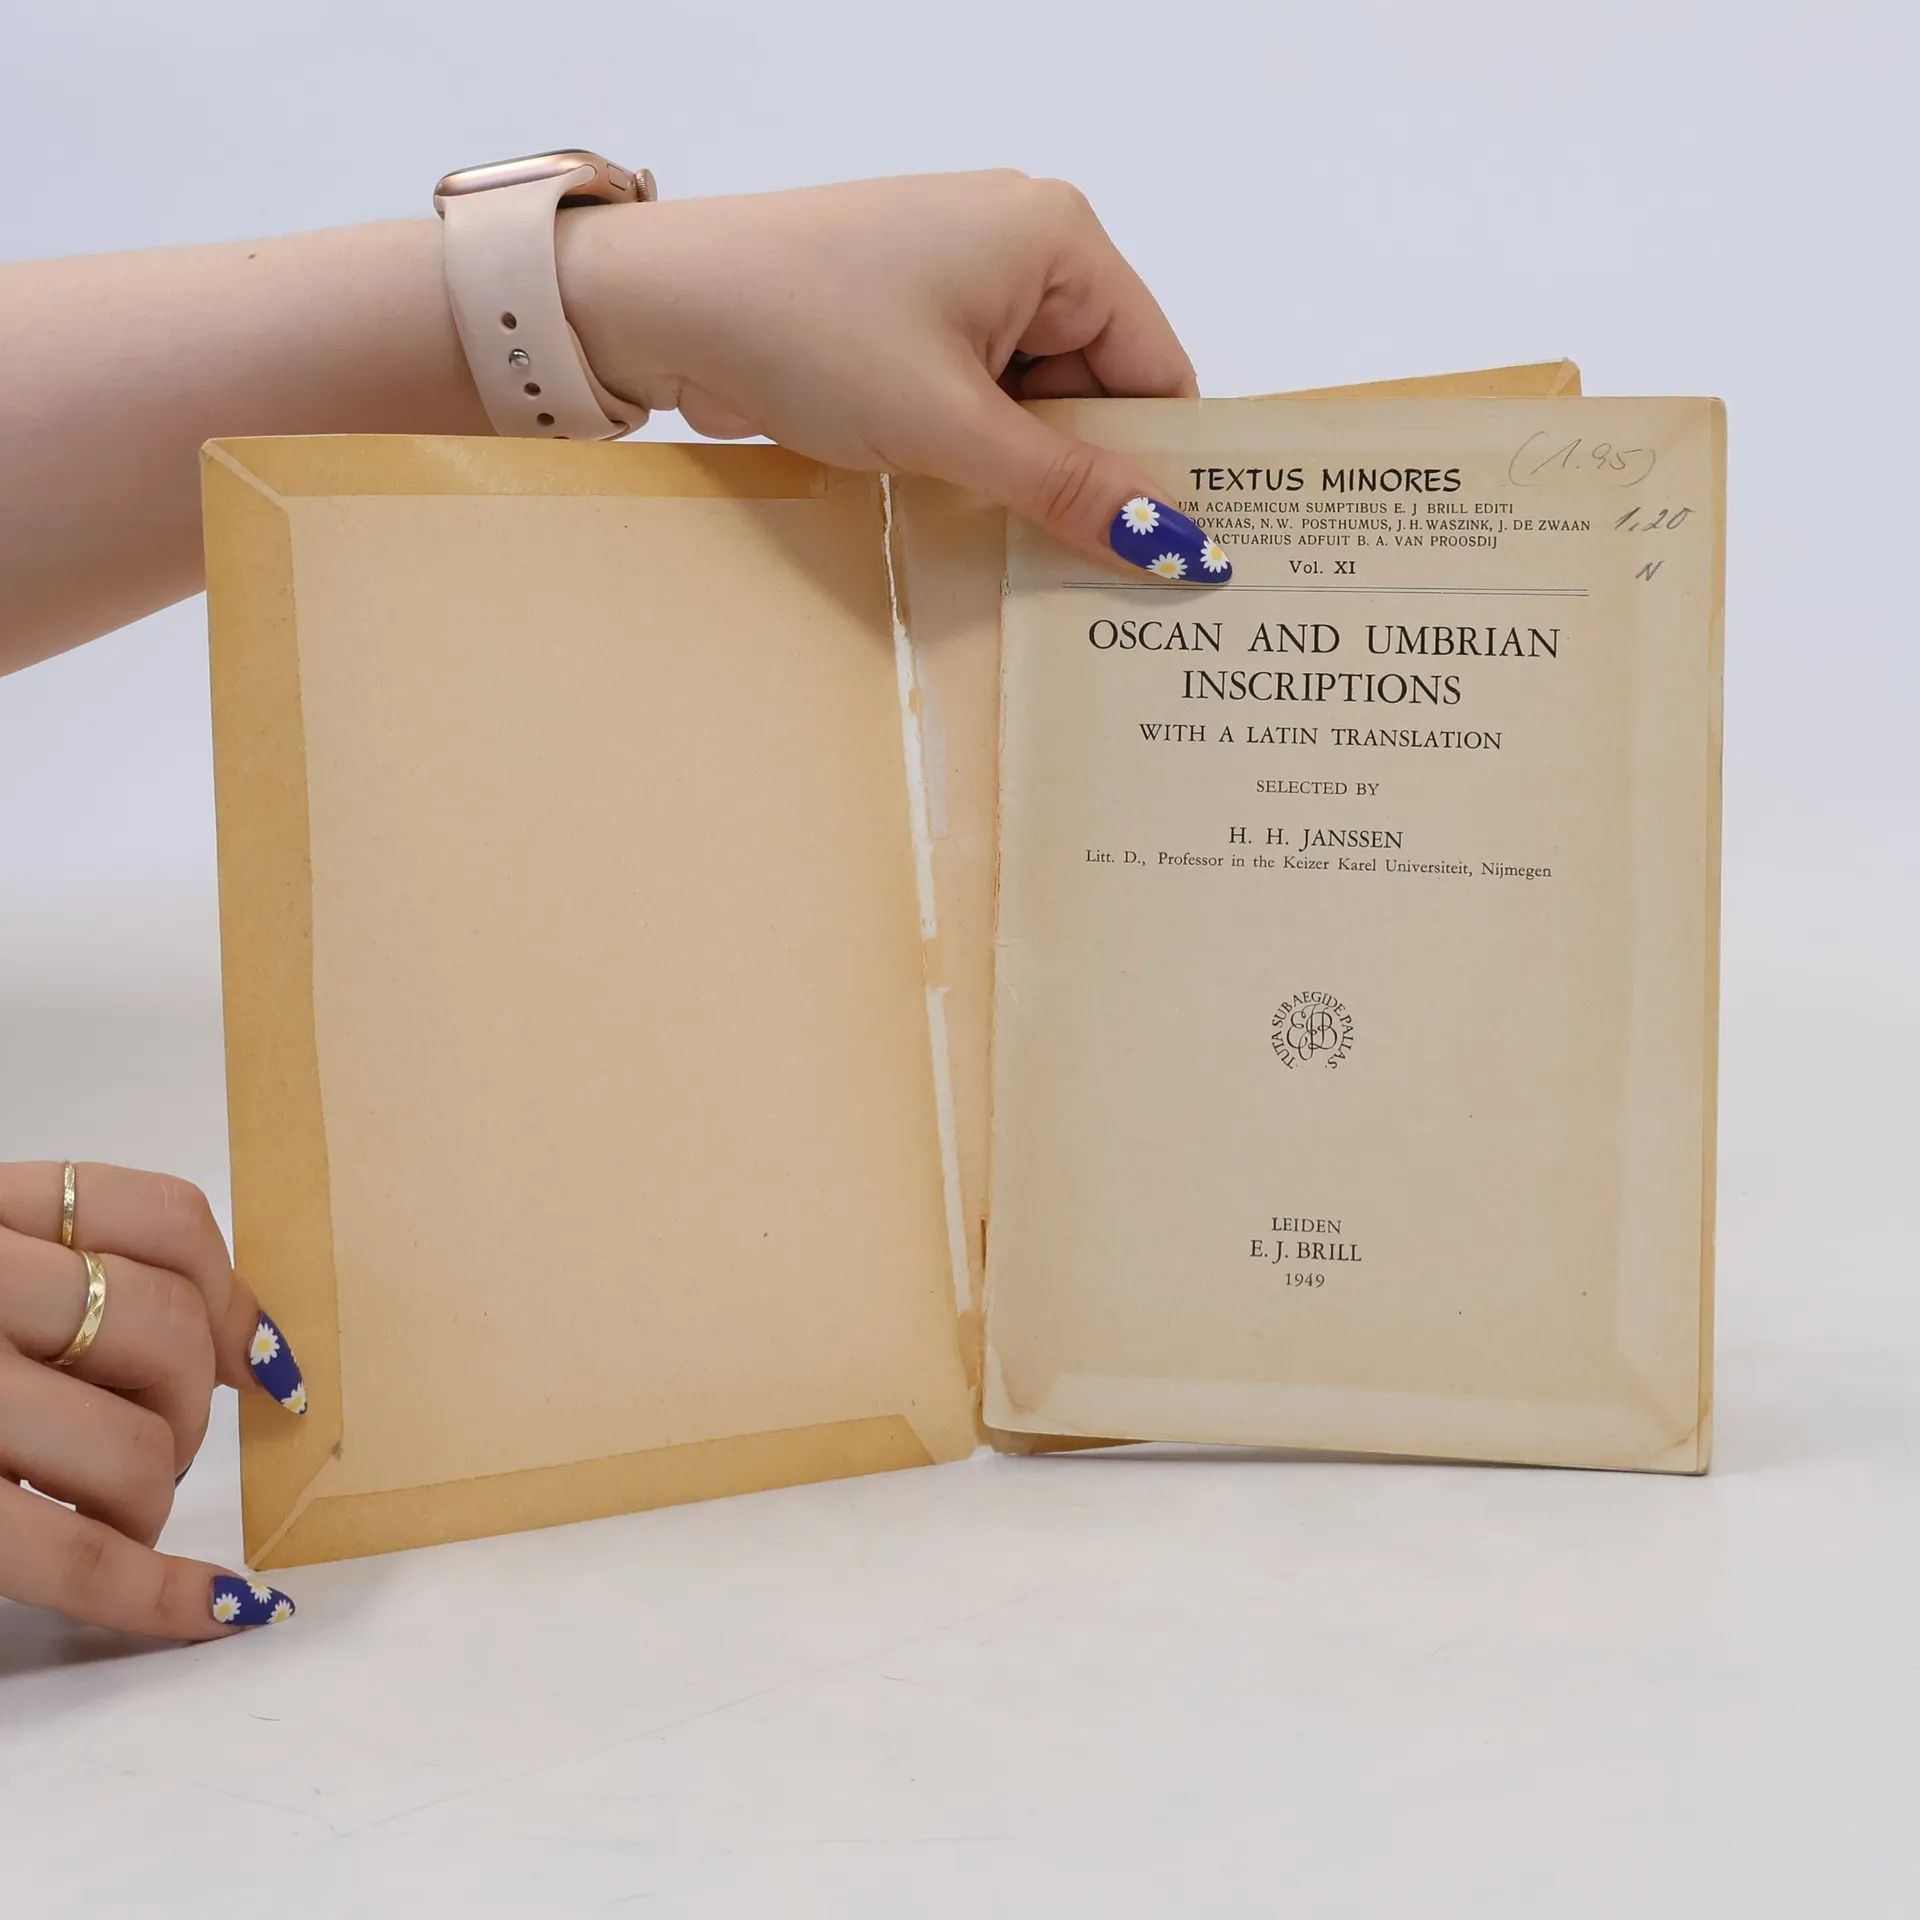 TEXTUS MINORES
(1.95)
ACADEMICUM SUMPTIBUS E. J BRILL EDITI
N. W. POSTHUMUS, J. H. WASZINK, J. DE ZWAAN
1,20
ACTUARIUS ADFUIT B. A. VAN PROOSDIJ
Vol. XI
N
OSCAN AND UMBRIAN
INSCRIPTIONS
WITH A LATIN TRANSLATION
SELECTED BY
H. H. JANSSEN
Litt. D., Professor in the Keizer Karel Universiteit, Nijmegen
TUTA SUB AEGIDE PALLAS
EJB
LEIDEN
E. J. BRILL
1949